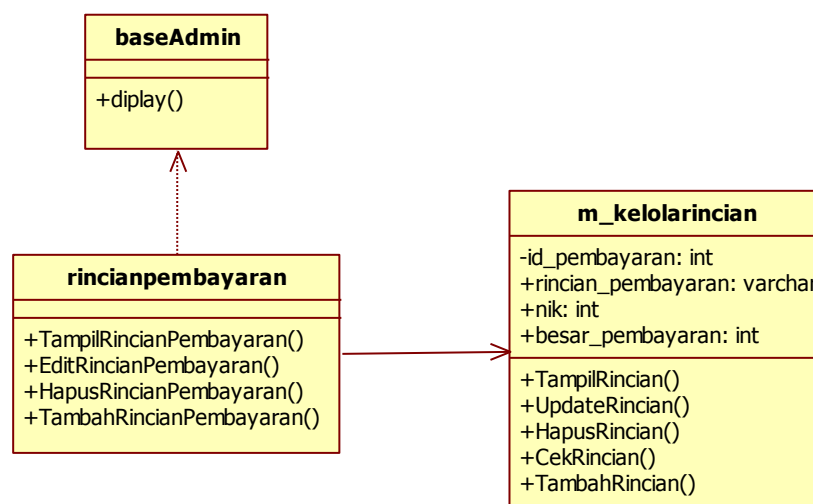 baseAdmin
+diplay()
rincianpembayaran
+TampilRincianPembayaran()
+EditRincianPembayaran()
+HapusRincianPembayaran()
+TambahRincianPembayaran()
m_kelolarincian
-id_pembayaran: int
+rincian_pembayaran: varchar
+nik: int
+besar_pembayaran: int
+TampilRincian()
+UpdateRincian()
+HapusRincian()
+CekRincian()
+TambahRincian()